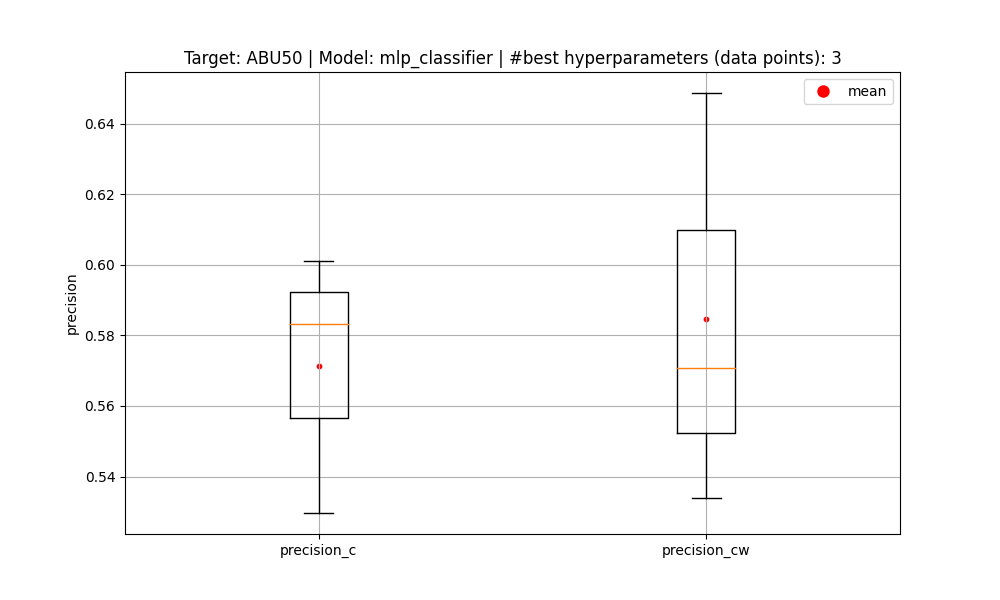 Target: ABU50 | Model: mlp_classifier | #best hyperparameters (data points): 3
mean
0.64
0.62
0.60
0.58
0.56
0.54
precision
precision_c
precision_cw